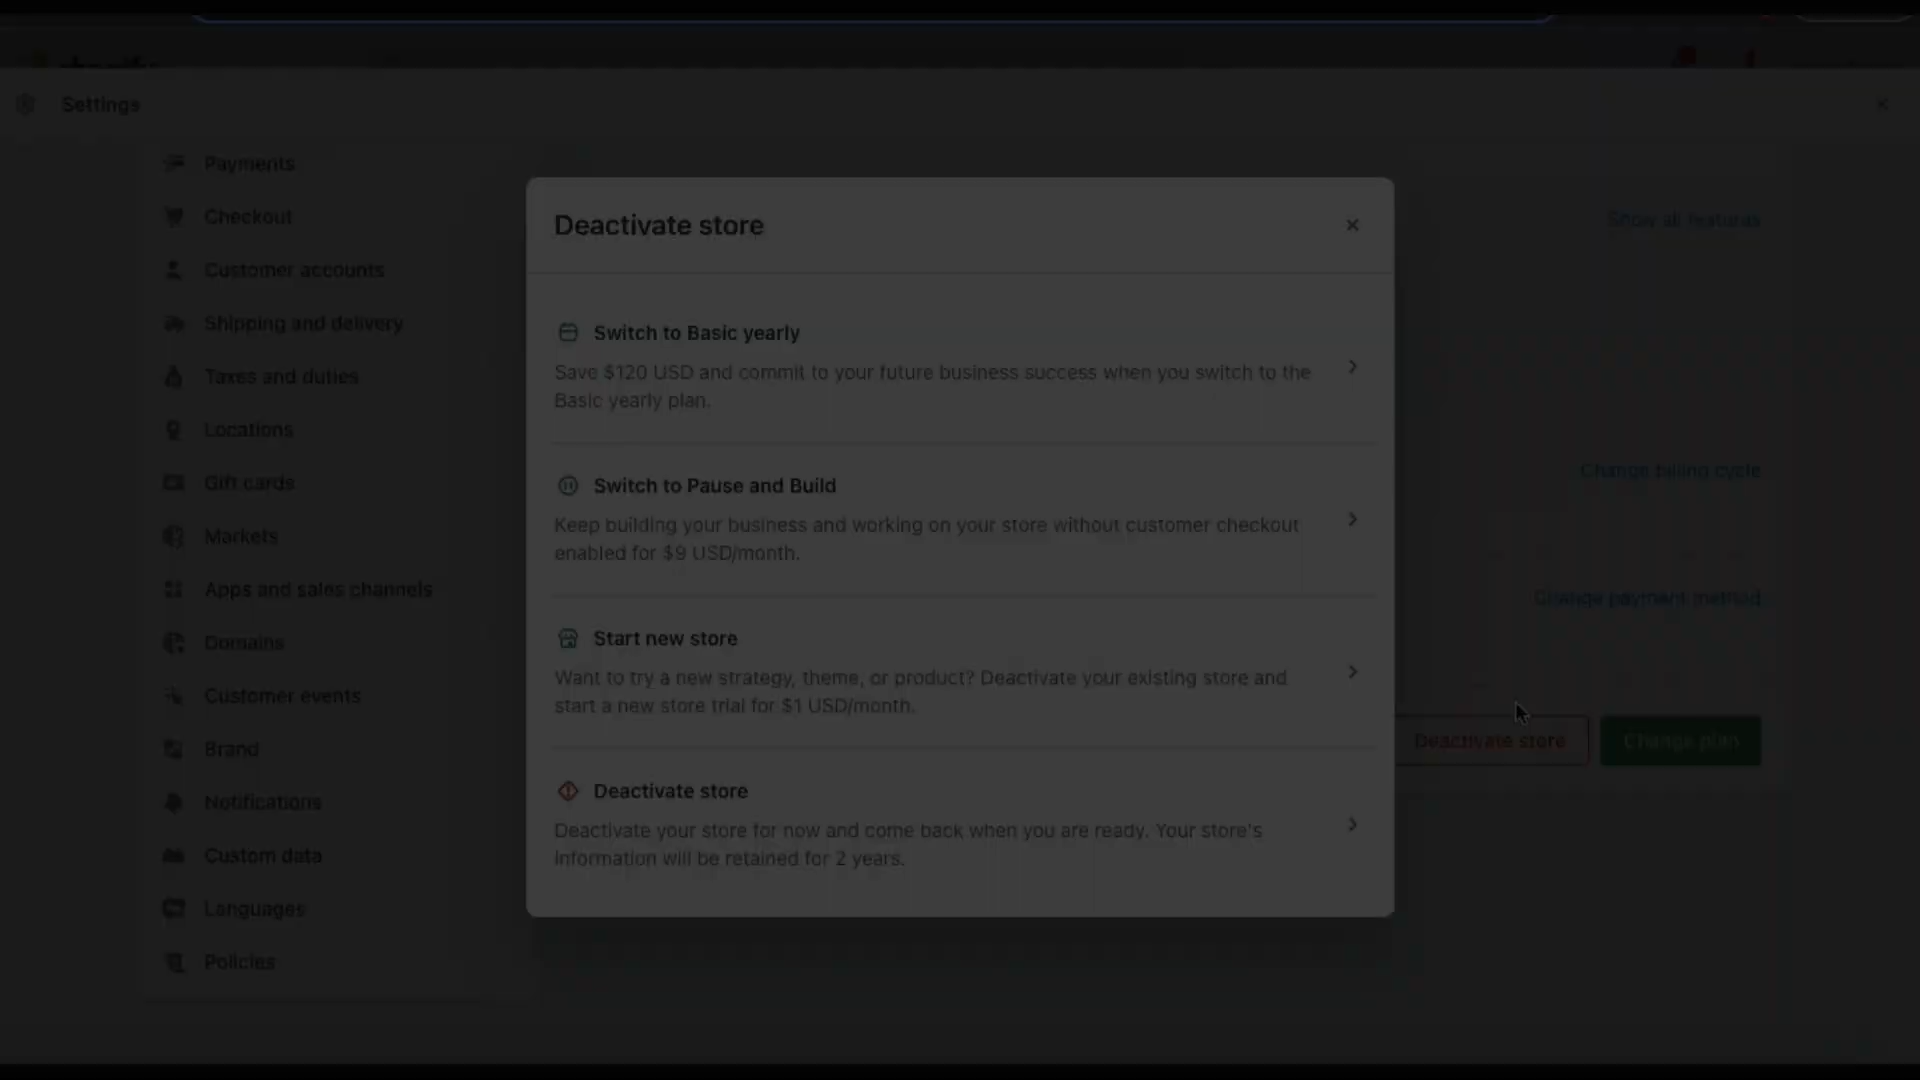 Settings
Payments
Checkout
Customer accounts
Shipping and delivery
Taxes and duties
Locations
Gift cards
Markets
Apps and sales channels
Domains
Customer events
Brand
Notifications
Custom data
Languages
Policies
Deactivate store
Switch to Basic yearly
Save $120 USD and commit to your future business success when you switch to the
Basic yearly plan.
Switch to Pause and Build
Keep building your business and working on your store without customer checkout
enabled for $9 USD/month.
Start new store
Want to try a new strategy, theme, or product? Deactivate your existing store and
start a new store trial for $1 USD/month.
Deactivate store
Deactivate your store for now and come back when you are ready. Your store's
information will be retained for 2 years.
Show all features
Change billing cycle
Change payment method
Deactivate store
Change plan